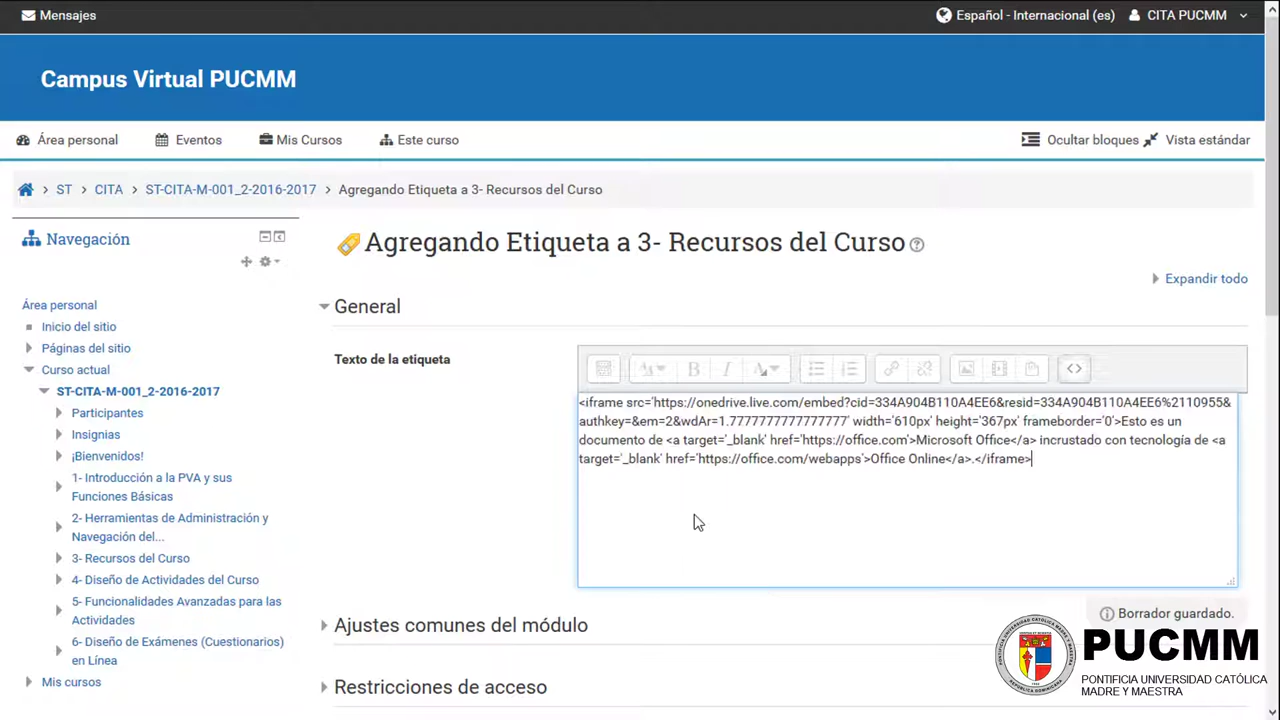 Mensajes
Español - Internacional (es)
CITA PUCMM
Campus Virtual PUCMM
Área personal
Eventos
Mis Cursos
Este curso
Ocultar bloques
Vista estándar
ST
CITA
ST-CITA-M-001_2-2016-2017
Agregando Etiqueta a 3- Recursos del Curso
Navegación
Área personal
Inicio del sitio
Páginas del sitio
Curso actual
ST-CITA-M-001_2-2016-2017
Participantes
Insignias
¡Bienvenidos!
1- Introducción a la PVA y sus
Funciones Básicas
2- Herramientas de Administración y
Navegación del...
3- Recursos del Curso
4- Diseño de Actividades del Curso
5- Funcionalidades Avanzadas para las
Actividades
6- Diseño de Exámenes (Cuestionarios)
en Línea
Mis cursos
Agregando Etiqueta a 3- Recursos del Curso
Expandir todo
General
Texto de la etiqueta
<iframe src='https://onedrive.live.com/embed?cid=334A904B110A4EE6&resid=334A904B110A4EE6%2110955&
authkey=&em=2&wdAr=1.7777777777777777' width='610px' height='367px' frameborder='0'>Esto es un
documento de <a target='_blank' href='https://office.com'>Microsoft Office</a> incrustado con tecnología de <a
target='_blank' href='https://office.com/webapps'>Office Online</a>.</iframe>
Borrador guardado.
Ajustes comunes del módulo
Restricciones de acceso
PUCMM
PONTIFICIA UNIVERSIDAD CATÓLICA
MADRE Y MAESTRA